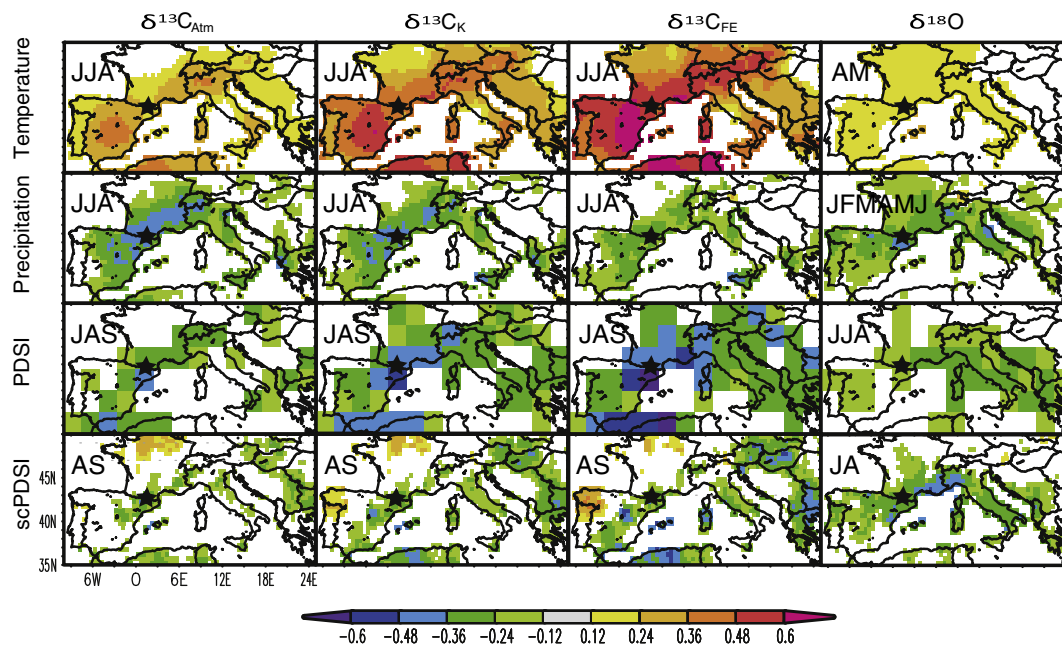 δ¹³C_Atm δ¹³C_K δ¹³C_FE δ¹⁸O
Temperature JJA JJA JJA AM
Precipitation JJA JJA JJA JFMAMJ
PDSI JAS JAS JAS JJA
scPDSI AS AS AS JA
45N
40N
35N
6W 0 6E 12E 18E 24E
-0.6 -0.48 -0.36 -0.24 -0.12 0.12 0.24 0.36 0.48 0.6